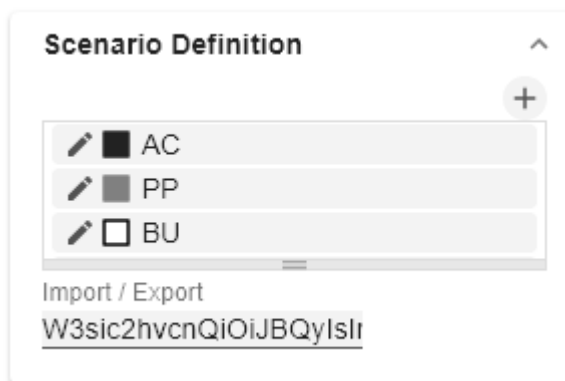 Scenario Definition
AC
PP
BU
Import / Export
W3sic2hvcnQiOiJBQyIsIr